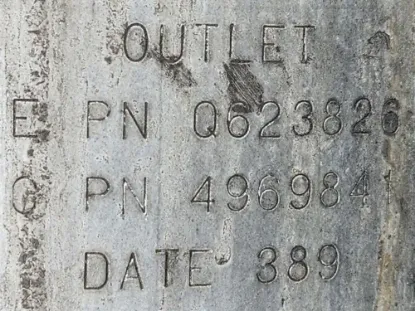 OUTLET
E PN Q623826
G PN 4969841
DATE 389